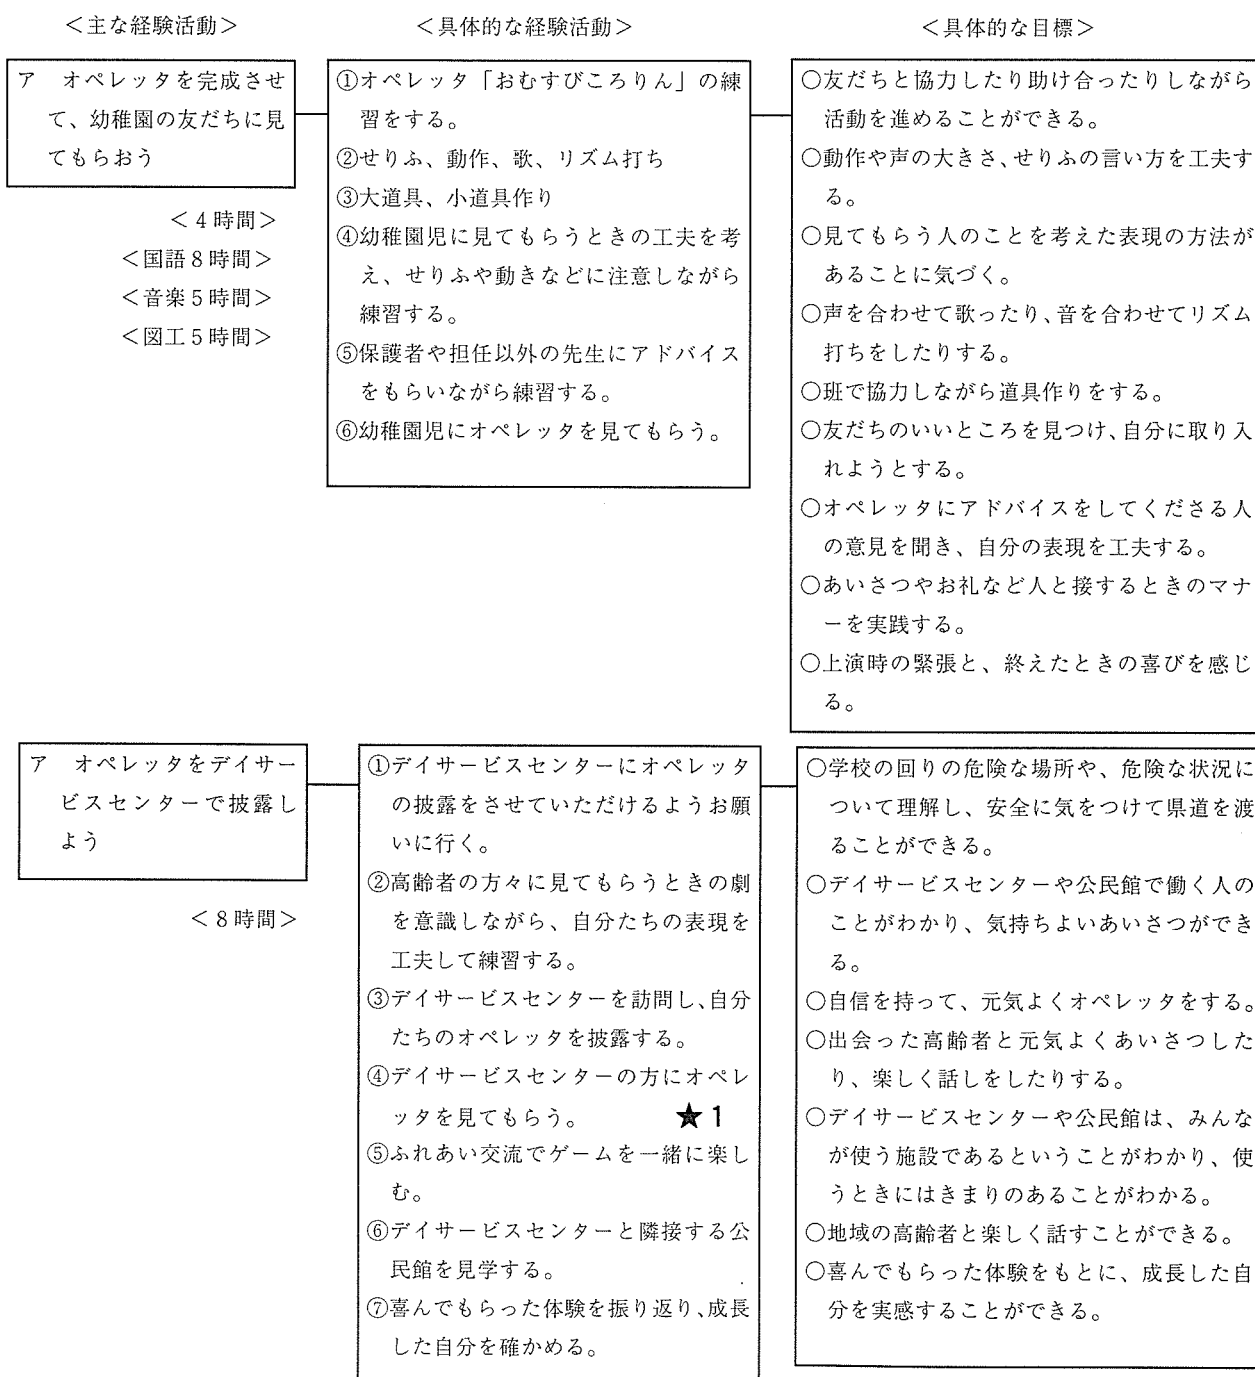 ＜主な経験活動＞
＜具体的な経験活動＞
＜具体的な目標＞
ア　オペレッタを完成させ
て、幼稚園の友だちに見
てもらおう
＜４時間＞
＜国語８時間＞
＜音楽５時間＞
＜図工５時間＞
①オペレッタ「おむすびころりん」の練
習をする。
②せりふ、動作、歌、リズム打ち
③大道具、小道具作り
④幼稚園児に見てもらうときの工夫を考
え、せりふや動きなどに注意しながら
練習する。
⑤保護者や担任以外の先生にアドバイス
をもらいながら練習する。
⑥幼稚園児にオペレッタを見てもらう。
○友だちと協力したり助け合ったりしながら
活動を進めることができる。
○動作や声の大きさ、せりふの言い方を工夫す
る。
○見てもらう人のことを考えた表現の方法が
あることに気づく。
○声を合わせて歌ったり、音を合わせてリズム
打ちをしたりする。
○班で協力しながら道具作りをする。
○友だちのいいところを見つけ、自分に取り入
れようとする。
○オペレッタにアドバイスをしてくださる人
の意見を聞き、自分の表現を工夫する。
○あいさつやお礼など人と接するときのマナ
ーを実践する。
○上演時の緊張と、終えたときの喜びを感じ
る。
ア　オペレッタをデイサー
ビスセンターで披露し
よう
＜８時間＞
①デイサービスセンターにオペレッタ
の披露をさせていただけるようお願
いに行く。
②高齢者の方々に見てもらうときの劇
を意識しながら、自分たちの表現を
工夫して練習する。
③デイサービスセンターを訪問し、自分
たちのオペレッタを披露する。
④デイサービスセンターの方にオペレ
ッタを見てもらう。　★１
⑤ふれあい交流でゲームを一緒に楽し
む。
⑥デイサービスセンターと隣接する公
民館を見学する。
⑦喜んでもらった体験を振り返り、成長
した自分を確かめる。
○学校の回りの危険な場所や、危険な状況に
ついて理解し、安全に気をつけて県道を渡
ることができる。
○デイサービスセンターや公民館で働く人の
ことがわかり、気持ちよいあいさつができ
る。
○自信を持って、元気よくオペレッタをする。
○出会った高齢者と元気よくあいさつした
り、楽しく話しをしたりする。
○デイサービスセンターや公民館は、みんな
が使う施設であるということがわかり、使
うときにはきまりのあることがわかる。
○地域の高齢者と楽しく話すことができる。
○喜んでもらった体験をもとに、成長した自
分を実感することができる。